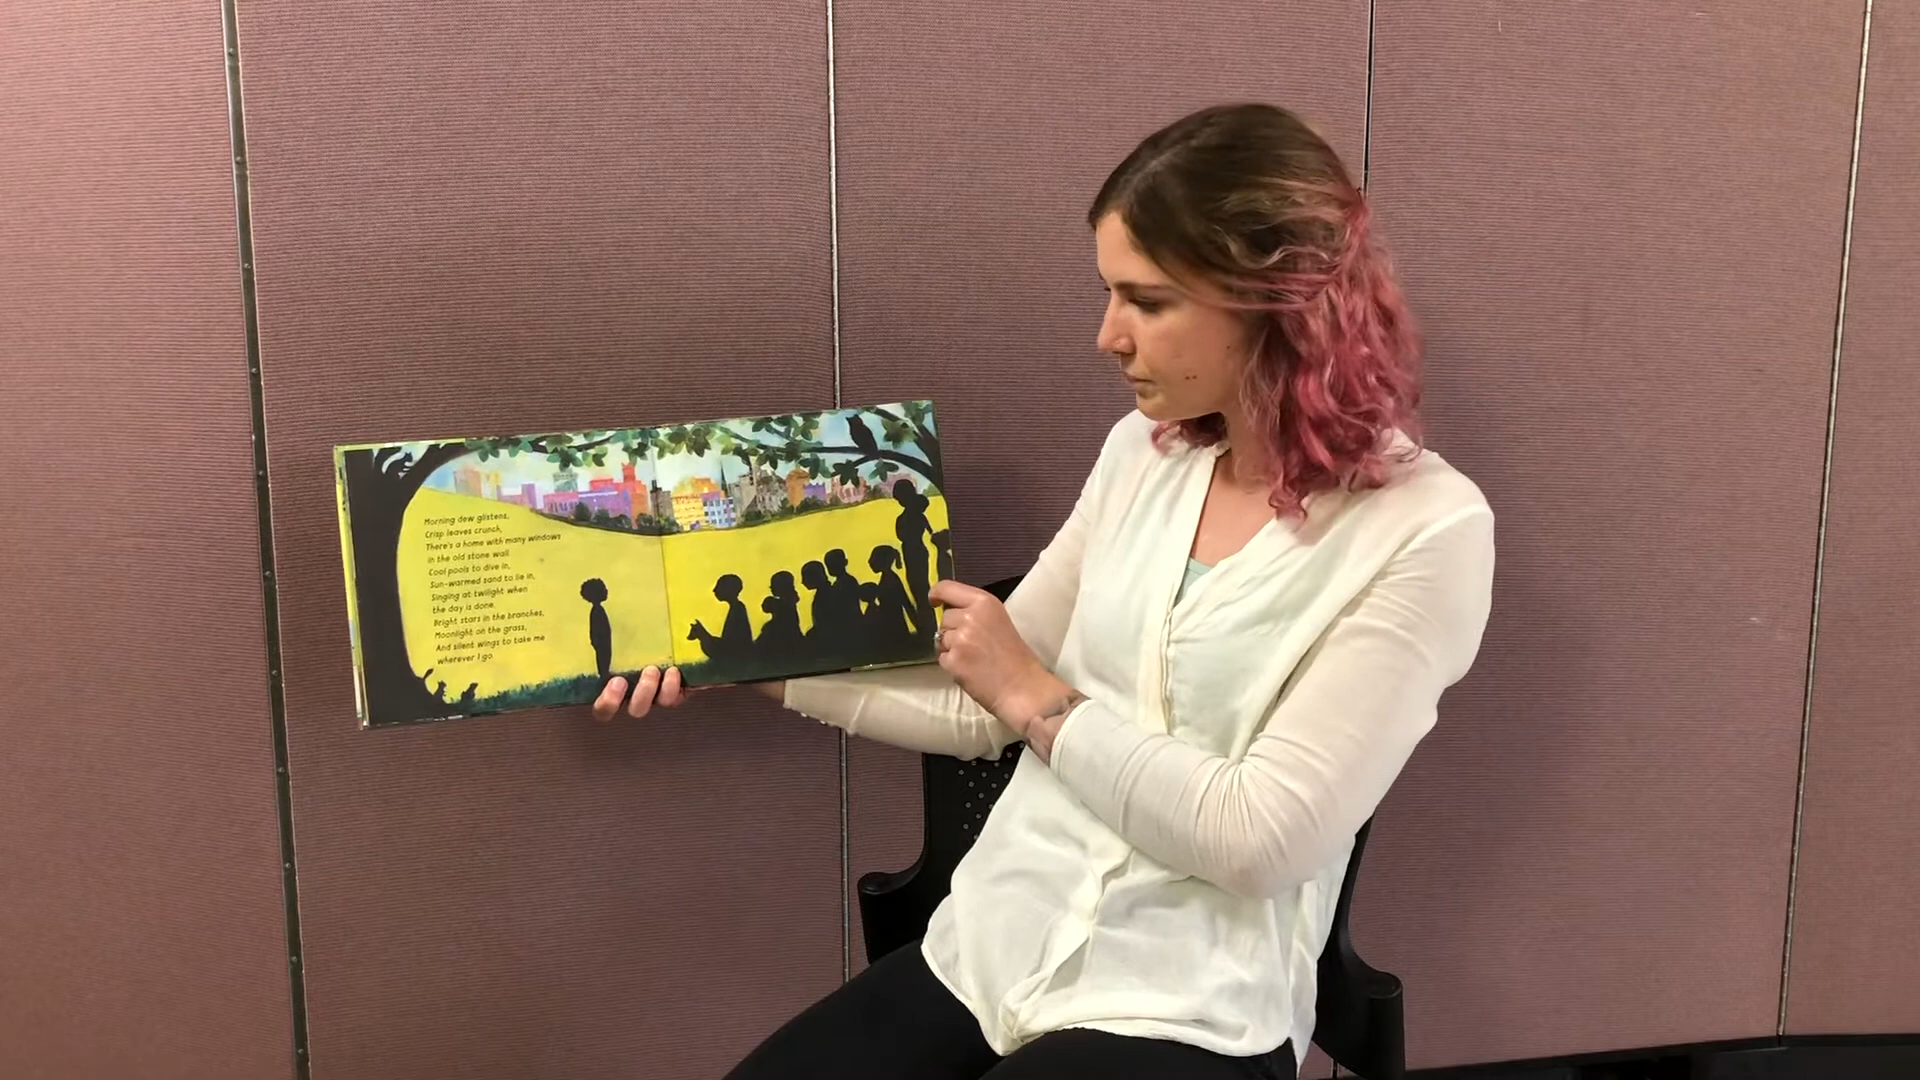 Morning dew glistens,
Crisp leaves crunch,
There's a home with many windows
in the old stone wall.
Cool pools to dive in,
Sun-warmed sand to lie in,
Singing at twilight when
the day is done.
Bright stars in the branches,
Moonlight on the grass,
And silent wings to take me
wherever I go.